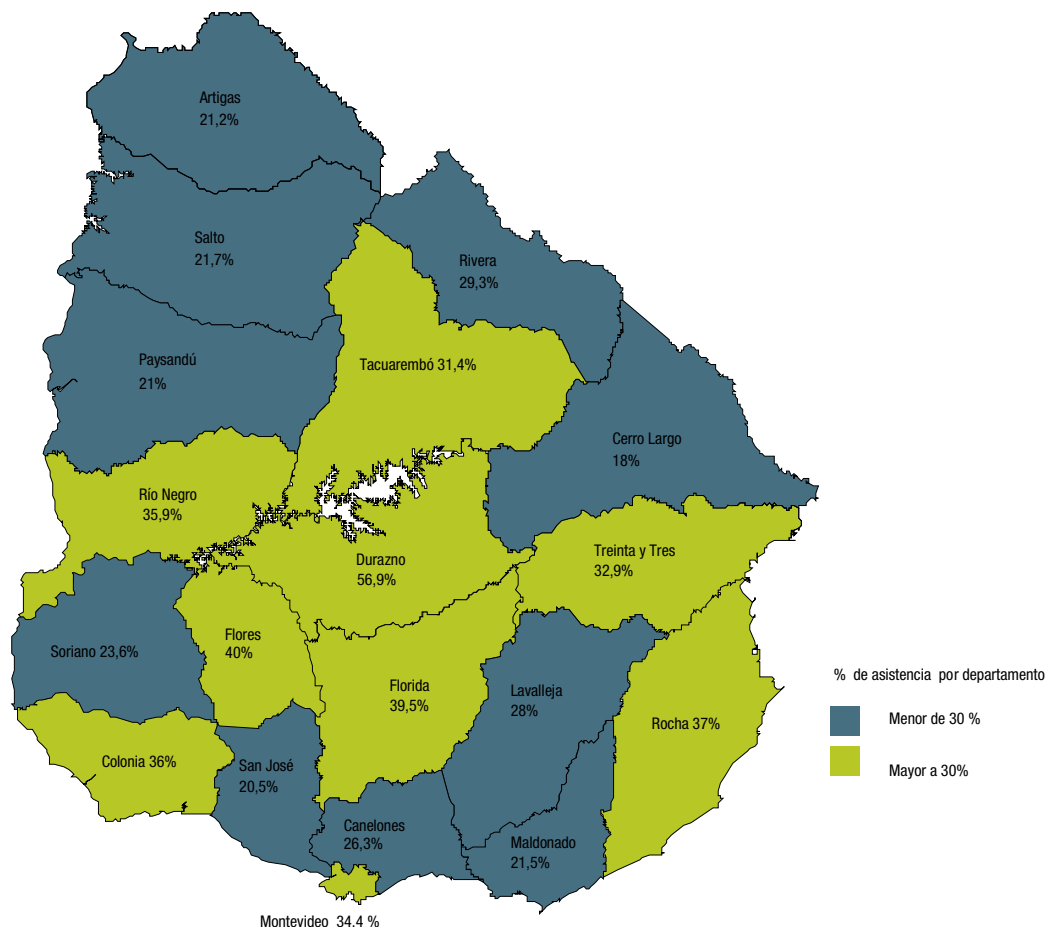 Artigas
21,2%
Salto
21,7%
Rivera
29,3%
Paysandú
21%
Tacuarembó 31,4%
Cerro Largo
18%
Río Negro
35,9%
Durazno
56,9%
Treinta y Tres
32,9%
Soriano 23,6%
Flores
40%
Florida
39,5%
Lavalleja
28%
Rocha 37%
Colonia 36%
San José
20,5%
Canelones
26,3%
Maldonado
21,5%
Montevideo 34.4 %
% de asistencia por departamento
Menor de 30 %
Mayor a 30%